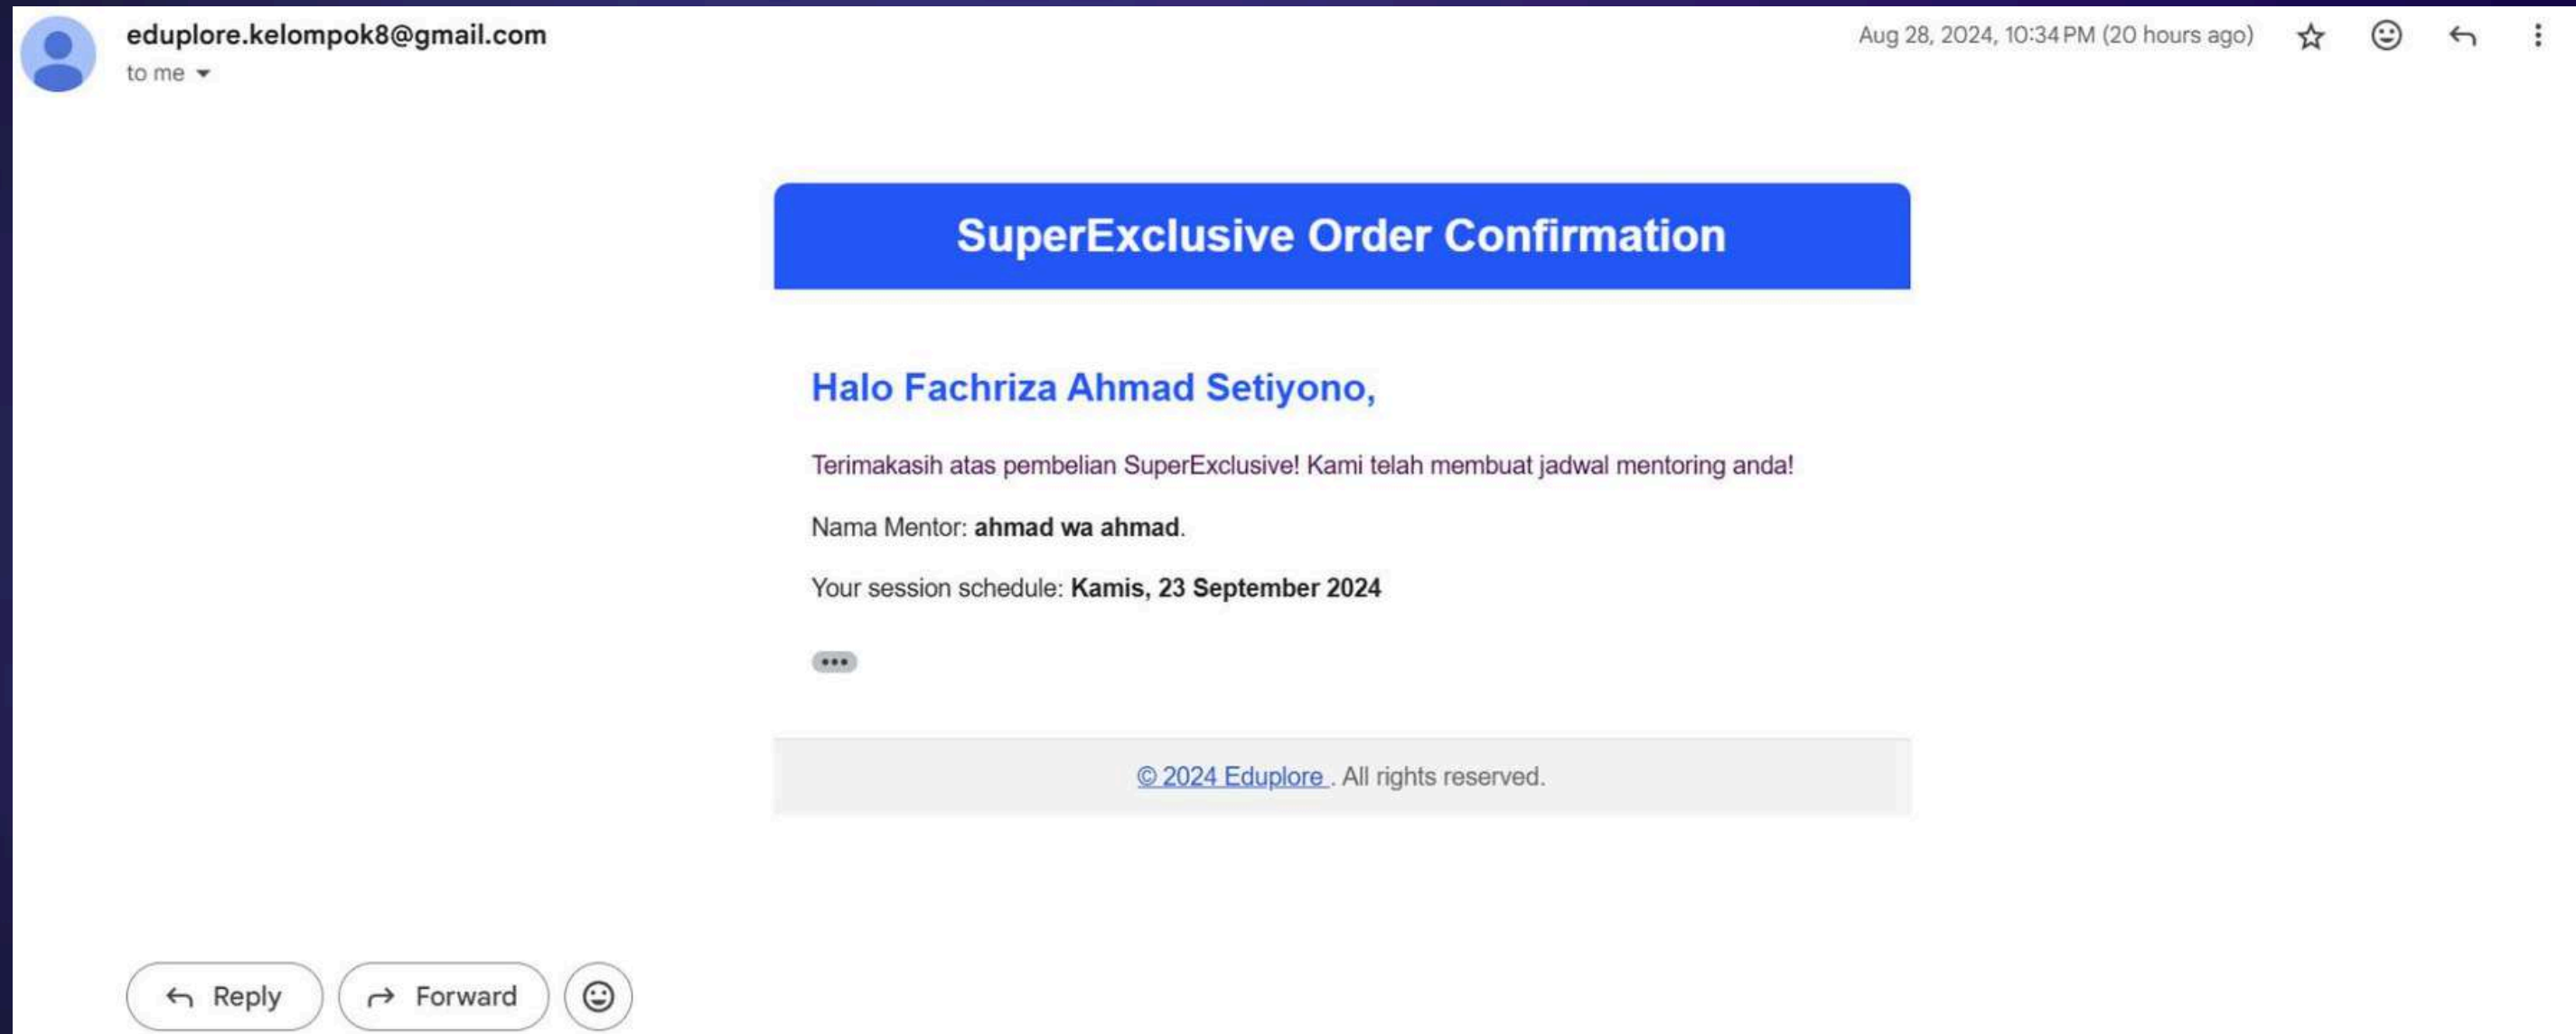 eduplore.kelompok8@gmail.com
Aug 28, 2024, 10:34 PM (20 hours ago)
to me
SuperExclusive Order Confirmation
Halo Fachriza Ahmad Setiyono,
Terimakasih atas pembelian SuperExclusive! Kami telah membuat jadwal mentoring anda!
Nama Mentor: ahmad wa ahmad.
Your session schedule: Kamis, 23 September 2024
© 2024 Eduplore . All rights reserved.
Reply Forward